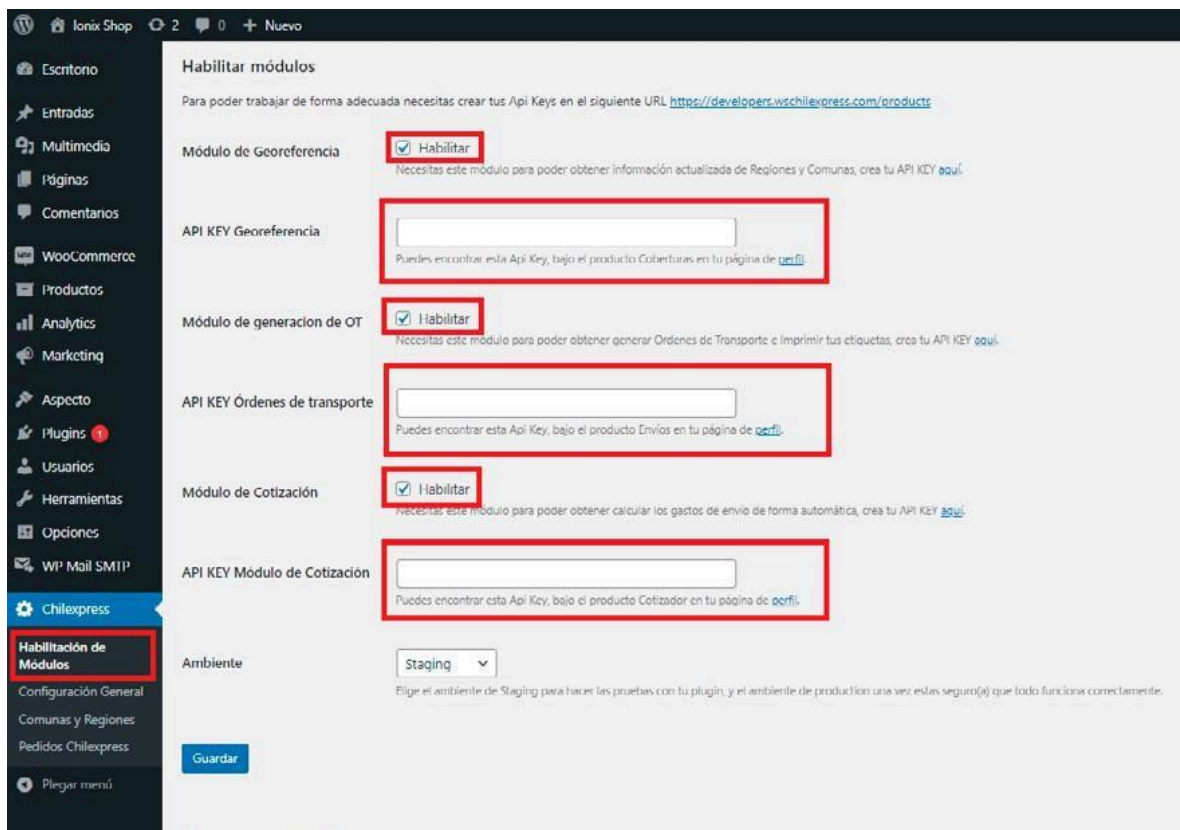 Ionix Shop 2 0 + Nuevo
Escritorio
Entradas
Multimedia
Páginas
Comentarios
WooCommerce
Productos
Analytics
Marketing
Aspecto
Plugins 1
Usuarios
Herramientas
Opciones
WP Mail SMTP
Chilexpress
Habilitación de
Módulos
Configuración General
Comunas y Regiones
Pedidos Chilexpress
Plegar menú
Habilitar módulos
Para poder trabajar de forma adecuada necesitas crear tus Api Keys en el siquiente URL https://developers.wschilexpress.com/products
Módulo de Georeferencia
Habilitar
Necesitas este módulo para poder obtener información actualizada de Regiones y Comunas, crea tu API KEY aquí.
API KEY Georeferencia
Puedes encontrar esta Api Key, bajo el producto Coberturas en tu página de perfil.
Módulo de generacion de OT
Habilitar
Necesitas este módulo para poder obtener generar Ordenes de Transporte e Imprimir tus etiquetas, crea tu API KEY aquí.
API KEY Órdenes de transporte
Puedes encontrar esta Api Key, bajo el producto Envíos en tu página de perfil.
Módulo de Cotización
Habilitar
Necesitas este módulo para poder obtener calcular los gastos de envío de forma automática, crea tu API KEY aquí.
API KEY Módulo de Cotización
Puedes encontrar esta Api Key, bajo el producto Cotizador en tu página de perfil.
Ambiente
Staging
Elige el ambiente de Staging para hacer las pruebas con tu plugin, y el ambiente de production una vez estas seguro(a) que todo funciona correctamente.
Guardar